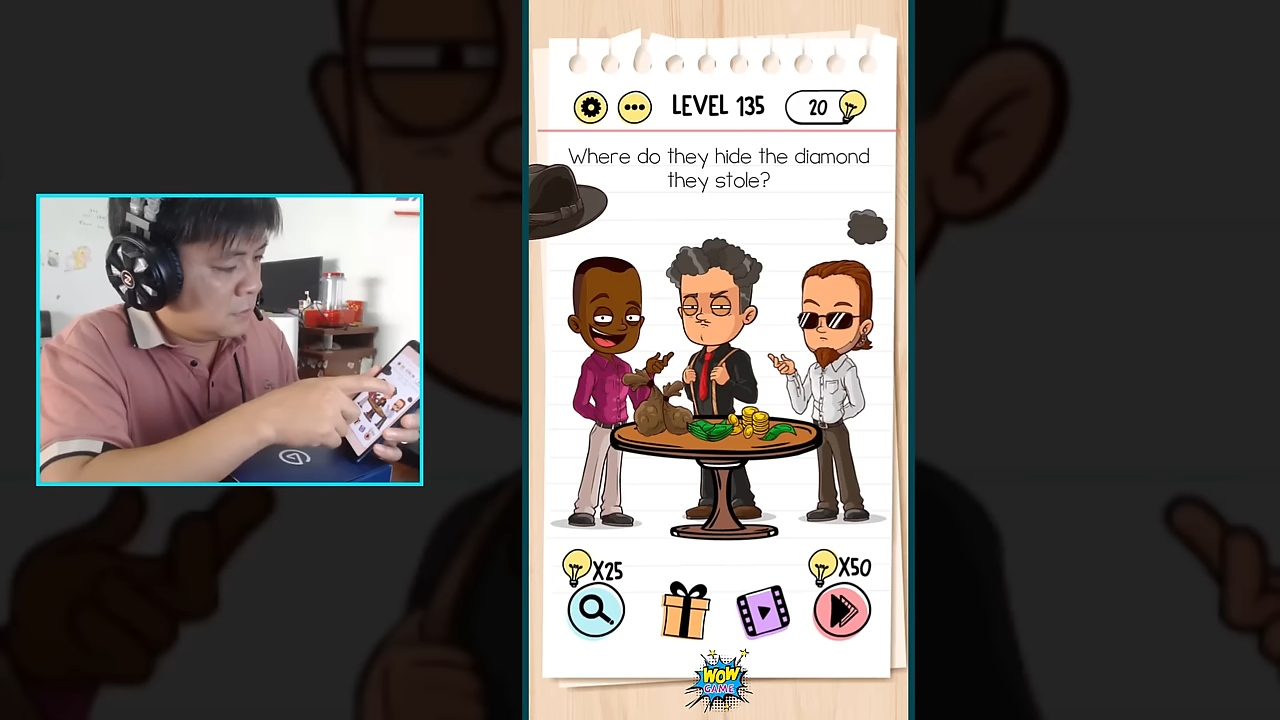 LEVEL 135
20
Where do they hide the diamond
they stole?
X25
X50
WOW
GAME